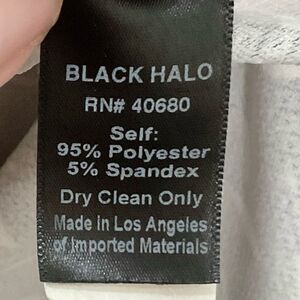 BLACK HALO
RN# 40680
Self:
95% Polyester
5% Spandex
Dry Clean Only
Made in Los Angeles
of Imported Materials